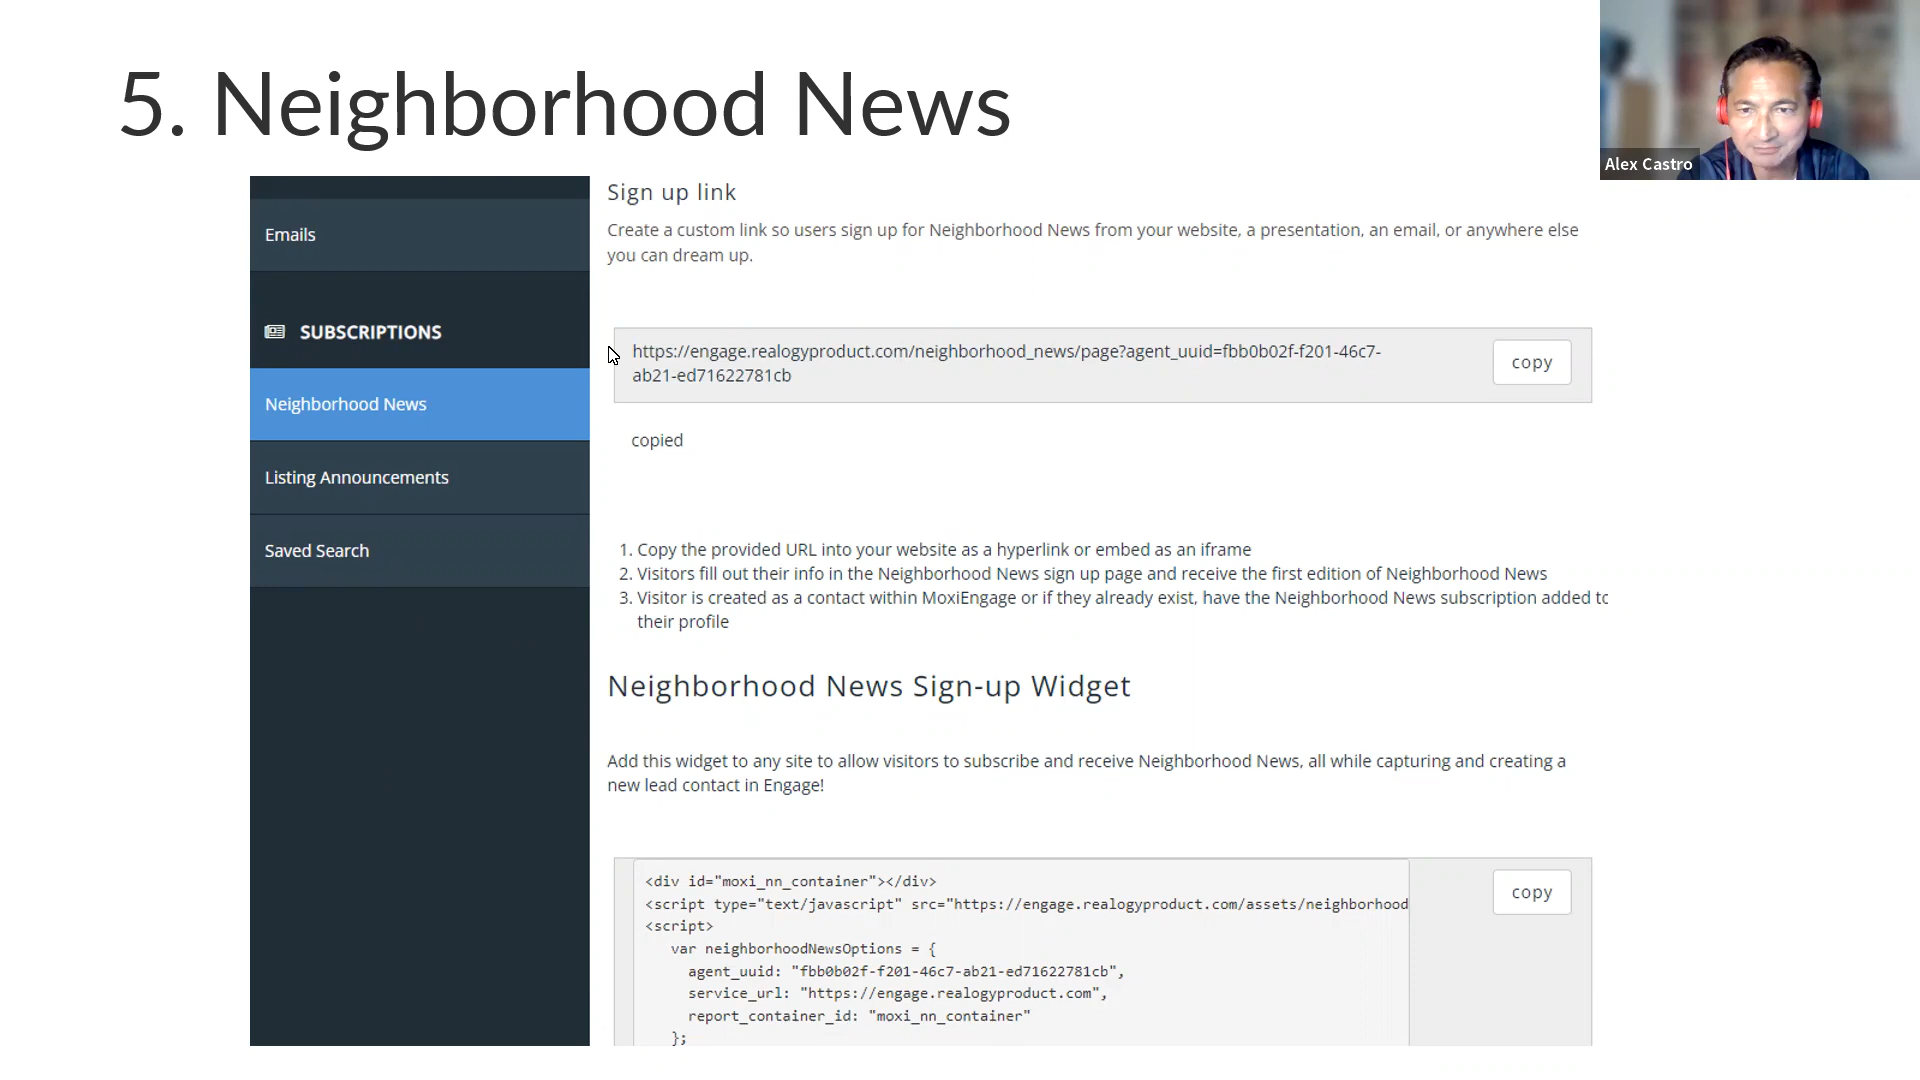 5. Neighborhood News
Alex Castro
Emails
SUBSCRIPTIONS
Neighborhood News
Listing Announcements
Saved Search
Sign up link
Create a custom link so users sign up for Neighborhood News from your website, a presentation, an email, or anywhere else
you can dream up.
https://engage.realogyproduct.com/neighborhood_news/page?agent_uuid=fbb0b02f-f201-46c7-
ab21-ed71622781cb
copy
copied
1. Copy the provided URL into your website as a hyperlink or embed as an iframe
2. Visitors fill out their info in the Neighborhood News sign up page and receive the first edition of Neighborhood News
3. Visitor is created as a contact within MoxiEngage or if they already exist, have the Neighborhood News subscription added to
their profile
Neighborhood News Sign-up Widget
Add this widget to any site to allow visitors to subscribe and receive Neighborhood News, all while capturing and creating a
new lead contact in Engage!
<div id="moxi_nn_container"></div>
<script type="text/javascript" src="https://engage.realogyproduct.com/assets/neighborhood
<script>
var neighborhoodNewsOptions = {
agent_uuid: "fbb0b02f-f201-46c7-ab21-ed71622781cb",
service_url: "https://engage.realogyproduct.com",
report_container_id: "moxi_nn_container"
};
copy